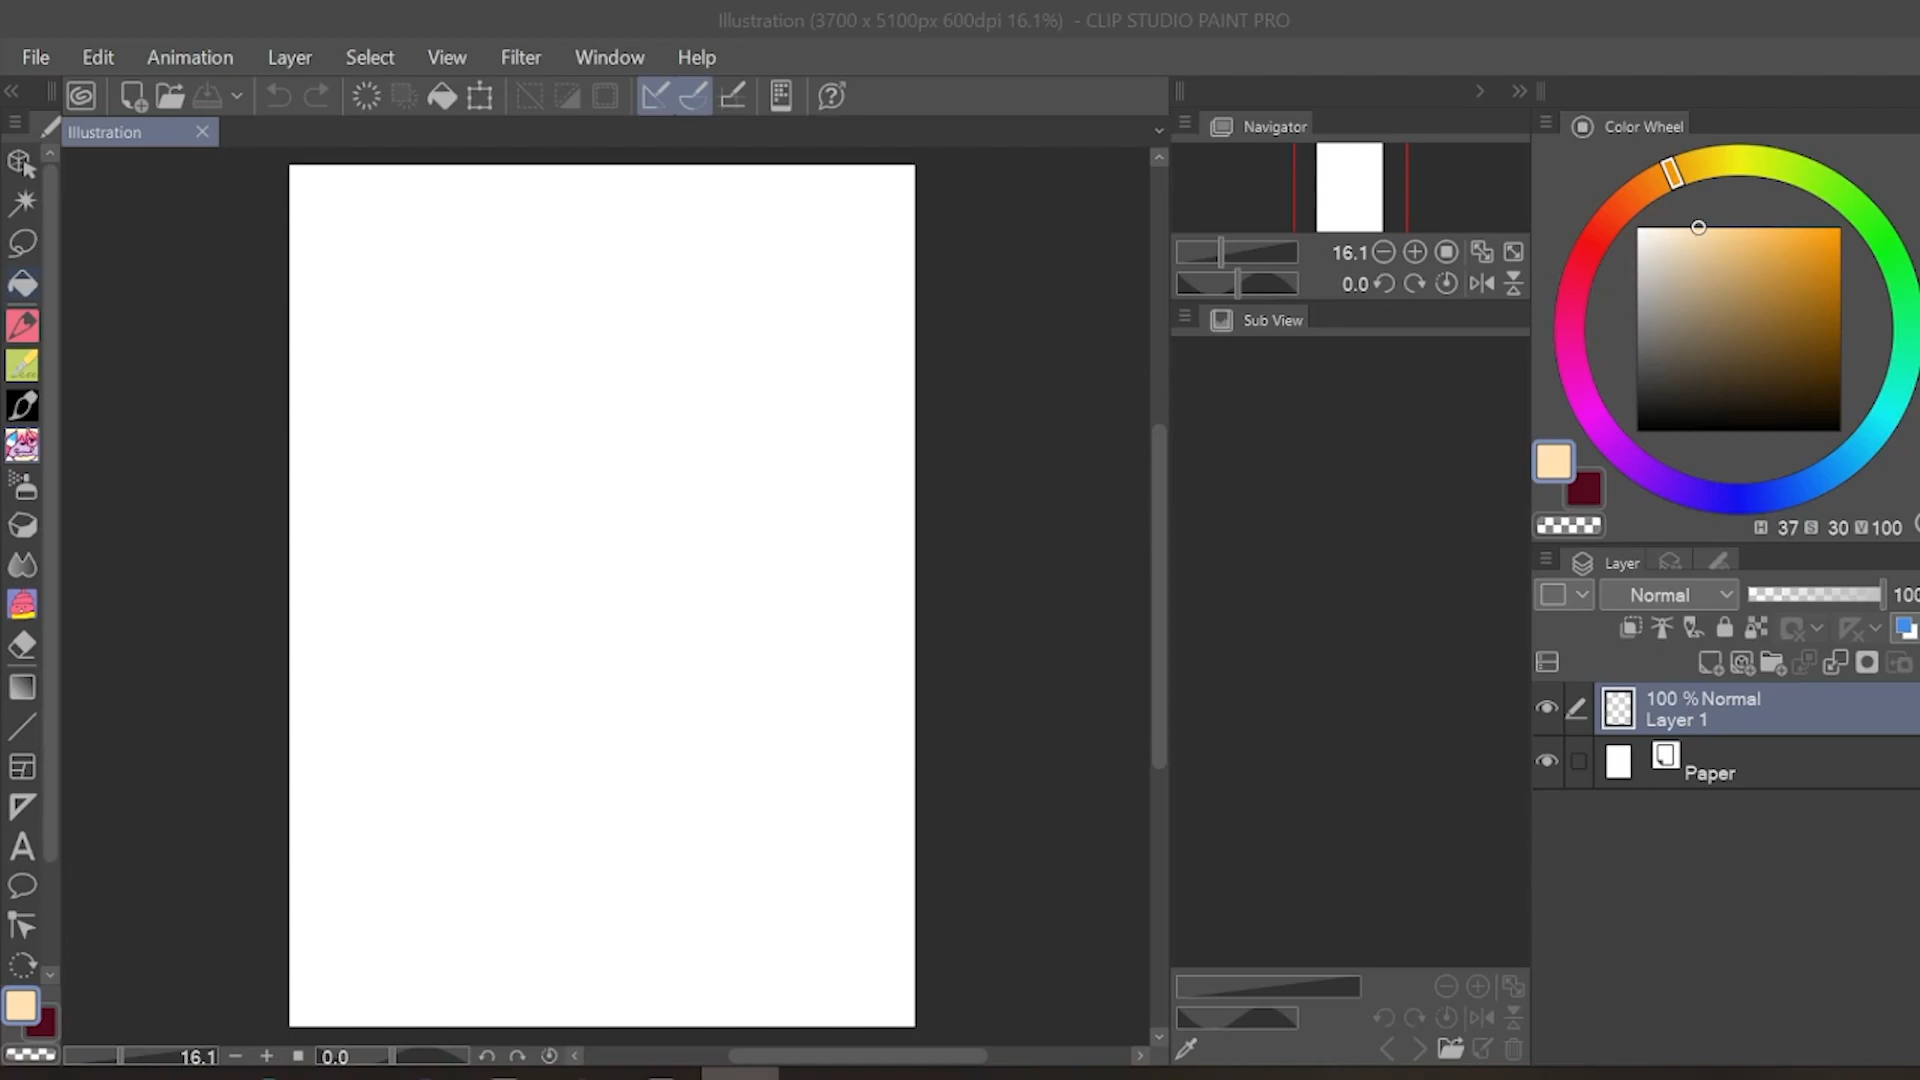 Illustration (3700 x 5100px 600dpi 16.1%) - CLIP STUDIO PAINT PRO
File Edit Animation Layer Select View Filter Window Help
Illustration
Navigator
16.1
0.0
Sub View
Color Wheel
H 37 S 30 V 100
Layer
Normal 100
100 % Normal
Layer 1
Paper
16.1 0.0